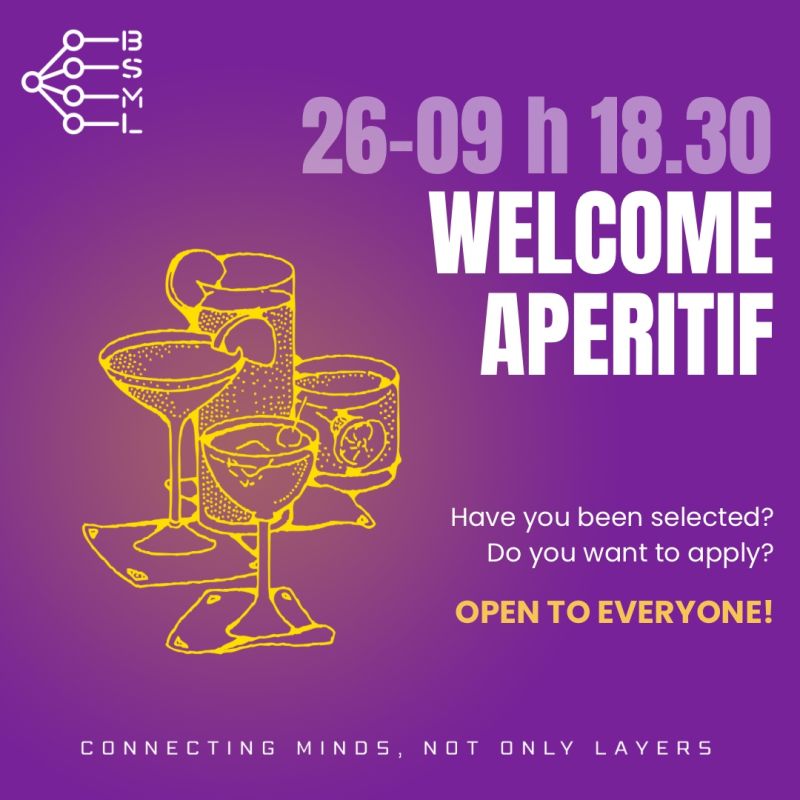 B
S
M
L
26-09 h 18.30
WELCOME
APERITIF
Have you been selected?
Do you want to apply?
OPEN TO EVERYONE!
CONNECTING MINDS, NOT ONLY LAYERS